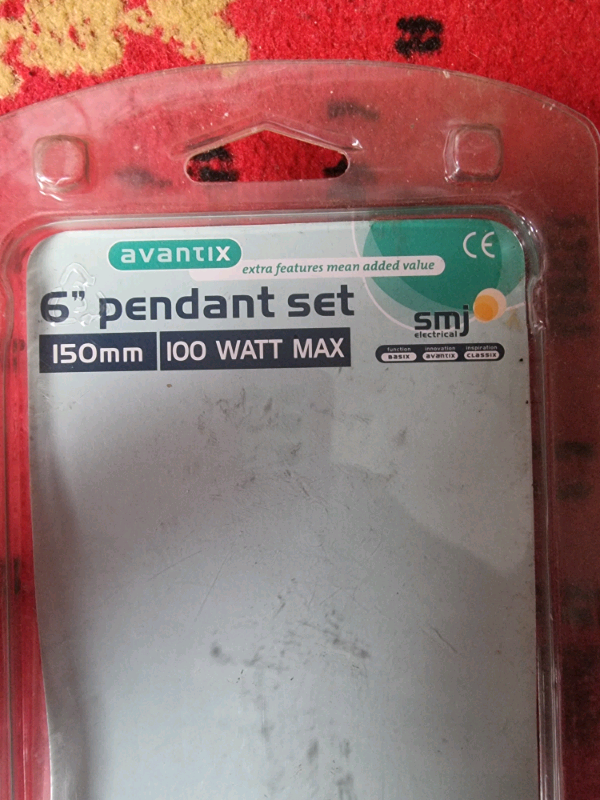 avantix
extra features mean added value
CE
6" pendant set
150mm 100 WATT MAX
smj
electrical
function innovation inspiration
BASIX avantix CLASSIX